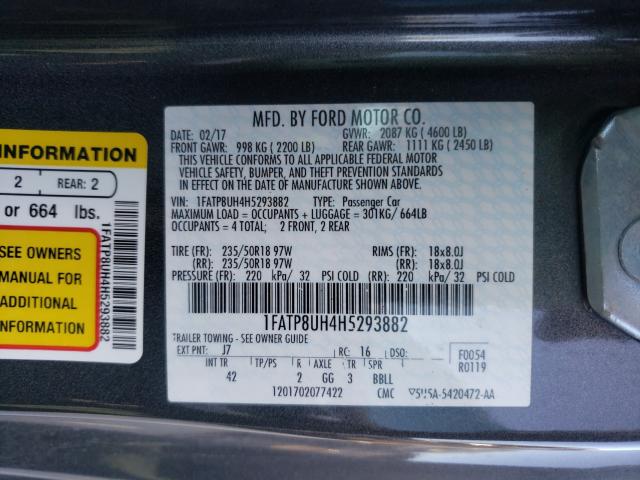 INFORMATION
2 REAR: 2
or 664 lbs.
SEE OWNERS
MANUAL FOR
ADDITIONAL
INFORMATION
1FATP8UH4H5293882
MFD. BY FORD MOTOR CO.
DATE: 02/17 GVWR: 2087 KG ( 4600 LB)
FRONT GAWR: 998 KG ( 2200 LB) REAR GAWR: 1111 KG ( 2450 LB)
THIS VEHICLE CONFORMS TO ALL APPLICABLE FEDERAL MOTOR
VEHICLE SAFETY, BUMPER, AND THEFT PREVENTION STANDARDS IN
EFFECT ON THE DATE OF MANUFACTURE SHOWN ABOVE.
VIN: 1FATP8UH4H5293882 TYPE: Passenger Car
MAXIMUM LOAD = OCCUPANTS + LUGGAGE = 301KG/ 664LB
OCCUPANTS = 4 TOTAL; 2 FRONT, 2 REAR
TIRE (FR): 235/50R18 97W RIMS (FR): 18x8.0J
(RR): 235/50R18 97W (RR): 18x8.0J
PRESSURE (FR): 220 kPa/ 32 PSI COLD (RR): 220 kPa/ 32 PSI COLD
1FATP8UH4H5293882
TRAILER TOWING - SEE OWNER GUIDE
EXT PNT: J7 RC: 16 DSO: F0054
R0119
INT TR TP/PS R AXLE TR SPR
42 2 GG 3 BBLL
1201702077422 CMC 5U5A-5420472-AA